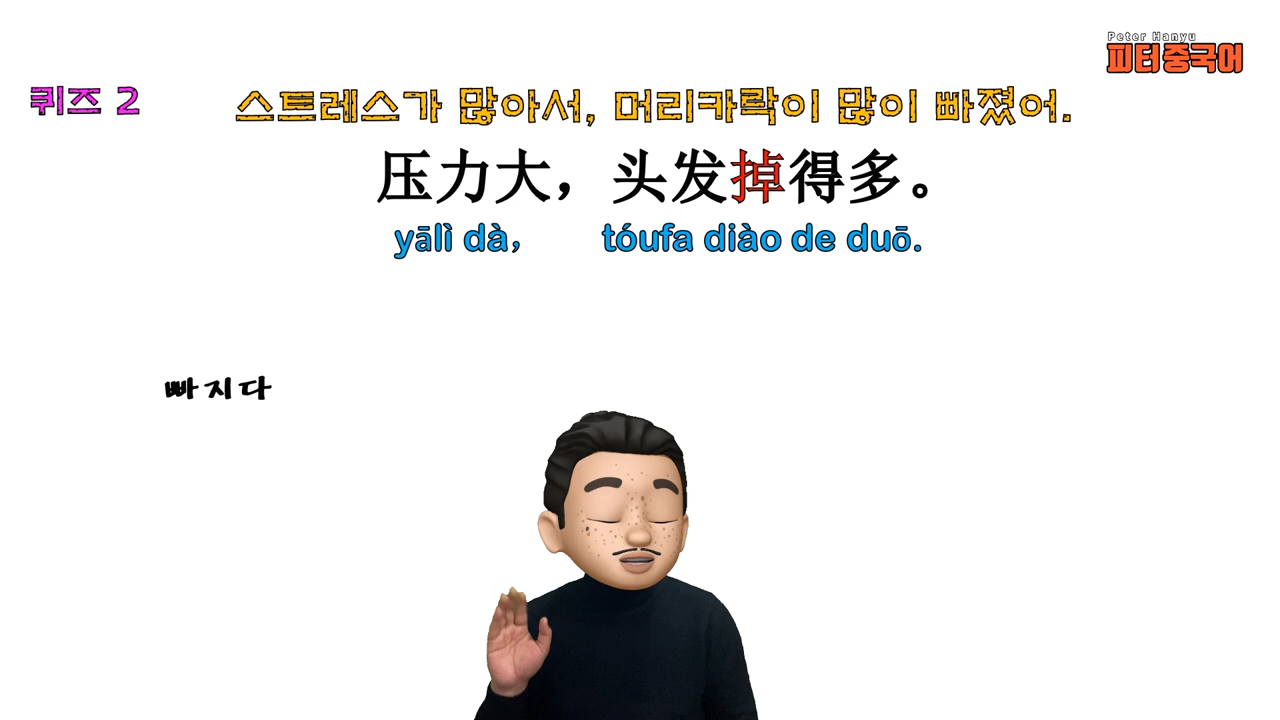 Peter Hanyu
피터중국어
퀴즈 2
스트레스가 많아서, 머리카락이 많이 빠졌어.
压力大，头发掉得多。
yālì dà， tóufa diào de duō.
빠지다